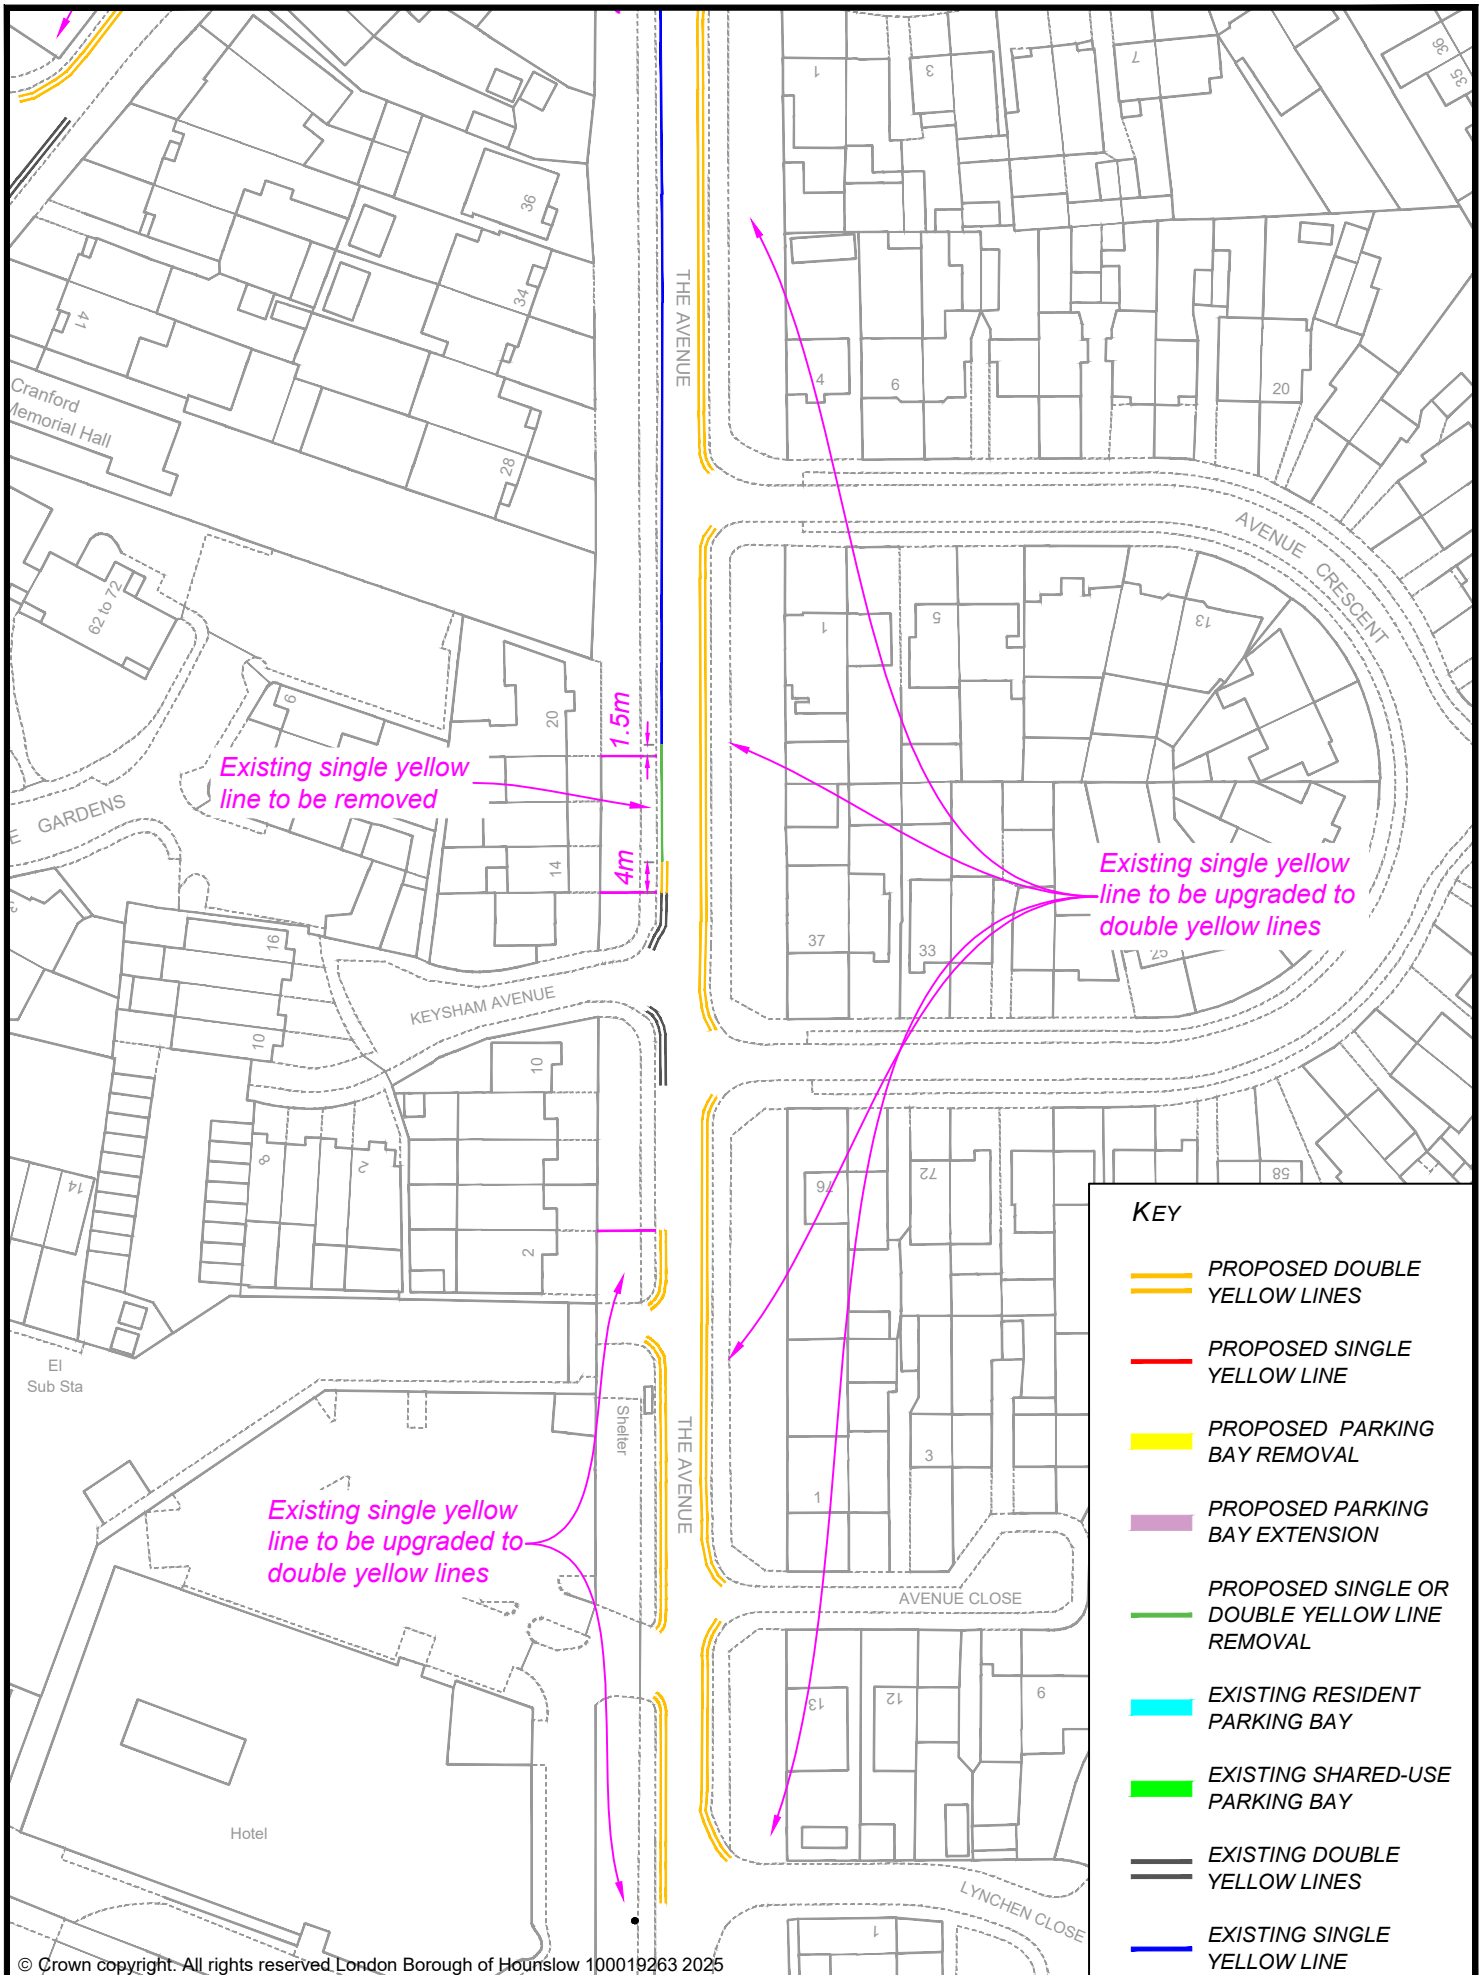 1
3
7
36
35
36
34
41
28
Cranford
Memorial Hall
THE AVENUE
4
6
20
AVENUE CRESCENT
62 to 72
1
5
13
6
20
1.5m
Existing single yellow
line to be removed
E GARDENS
14
4m
Existing single yellow
line to be upgraded to
double yellow lines
37
33
25
16
10
KEYSHAM AVENUE
10
8
2
14
2
76
72
58
El
Sub Sta
Shelter
THE AVENUE
3
1
Existing single yellow
line to be upgraded to
double yellow lines
AVENUE CLOSE
13
12
9
Hotel
LYNCHEN CLOSE
1
KEY
PROPOSED DOUBLE
YELLOW LINES
PROPOSED SINGLE
YELLOW LINE
PROPOSED PARKING
BAY REMOVAL
PROPOSED PARKING
BAY EXTENSION
PROPOSED SINGLE OR
DOUBLE YELLOW LINE
REMOVAL
EXISTING RESIDENT
PARKING BAY
EXISTING SHARED-USE
PARKING BAY
EXISTING DOUBLE
YELLOW LINES
EXISTING SINGLE
YELLOW LINE
© Crown copyright. All rights reserved London Borough of Hounslow 100019263 2025